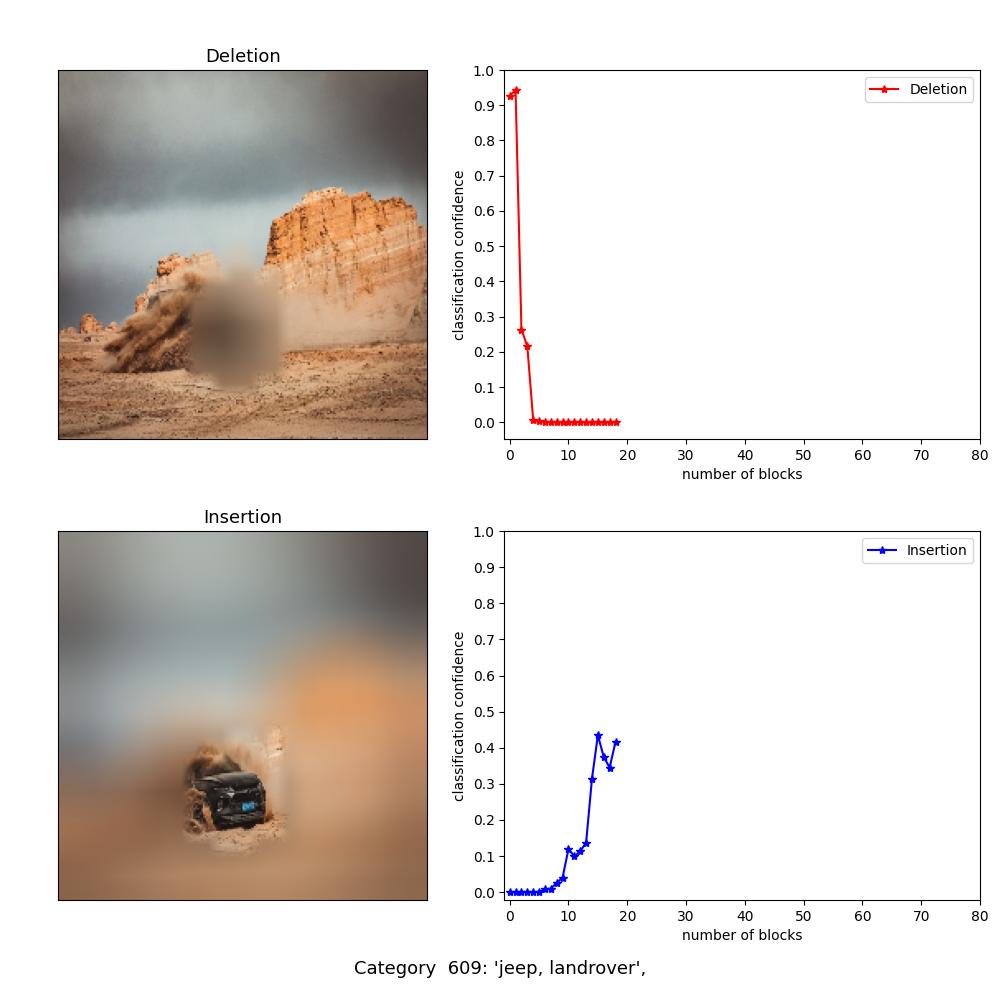 Deletion
1.0
0.9
0.8
0.7
0.6
0.5
0.4
0.3
0.2
0.1
0.0
classification confidence
Deletion
0 10 20 30 40 50 60 70 80
number of blocks
Insertion
1.0
0.9
0.8
0.7
0.6
0.5
0.4
0.3
0.2
0.1
0.0
classification confidence
Insertion
0 10 20 30 40 50 60 70 80
number of blocks
Category  609: 'jeep, landrover',